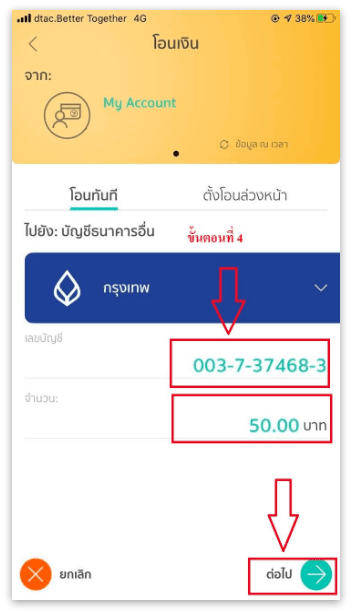 dtac.Better Together 4G
38%
โอนเงิน
จาก:
My Account
ข้อมูล ณ เวลา
โอนทันที
ตั้งโอนล่วงหน้า
ไปยัง: บัญชีธนาคารอื่น
ขั้นตอนที่ 4
กรุงเทพ
เลขบัญชี
003-7-37468-3
จำนวน:
50.00 บาท
ยกเลิก
ต่อไป